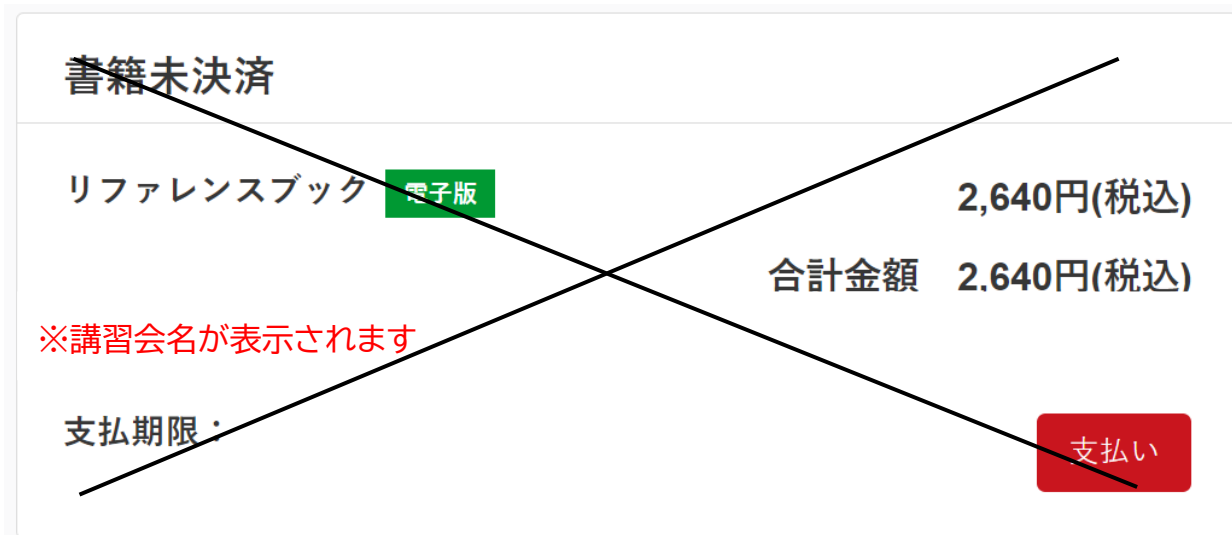 書籍未決済
リファレンスブック 電子版 2,640円(税込)
合計金額 2,640円(税込)
※講習会名が表示されます
支払期限：
支払い